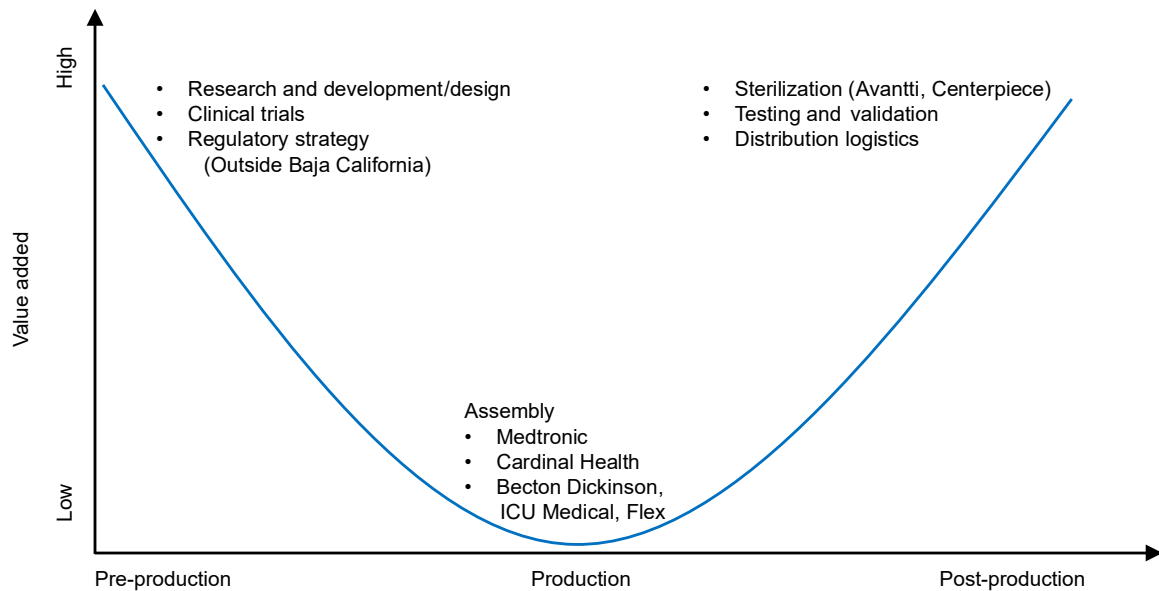 High
Value added
Low
• Research and development/design
• Clinical trials
• Regulatory strategy
(Outside Baja California)
• Sterilization (Avantti, Centerpiece)
• Testing and validation
• Distribution logistics
Assembly
• Medtronic
• Cardinal Health
• Becton Dickinson,
ICU Medical, Flex
Pre-production
Production
Post-production